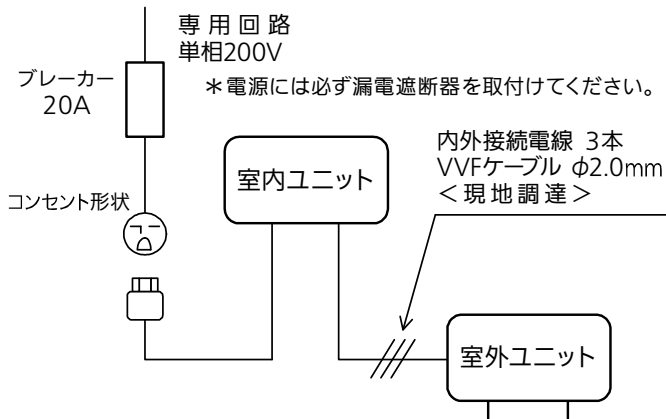 専用回路
単相200V
ブレーカー
20A
＊電源には必ず漏電遮断器を取付けてください。
内外接続電線 3本
VVFケーブル φ2.0mm
＜現地調達＞
室内ユニット
コンセント形状
室外ユニット